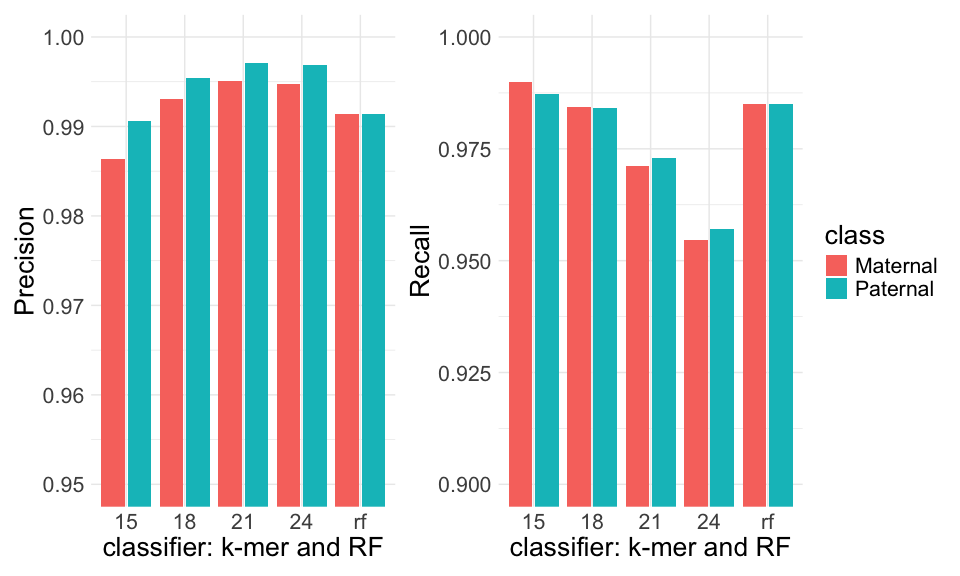 Precision
1.00
0.99
0.98
0.97
0.96
0.95
15 18 21 24 rf
classifier: k-mer and RF
Recall
1.000
0.975
0.950
0.925
0.900
15 18 21 24 rf
classifier: k-mer and RF
class
Maternal
Paternal